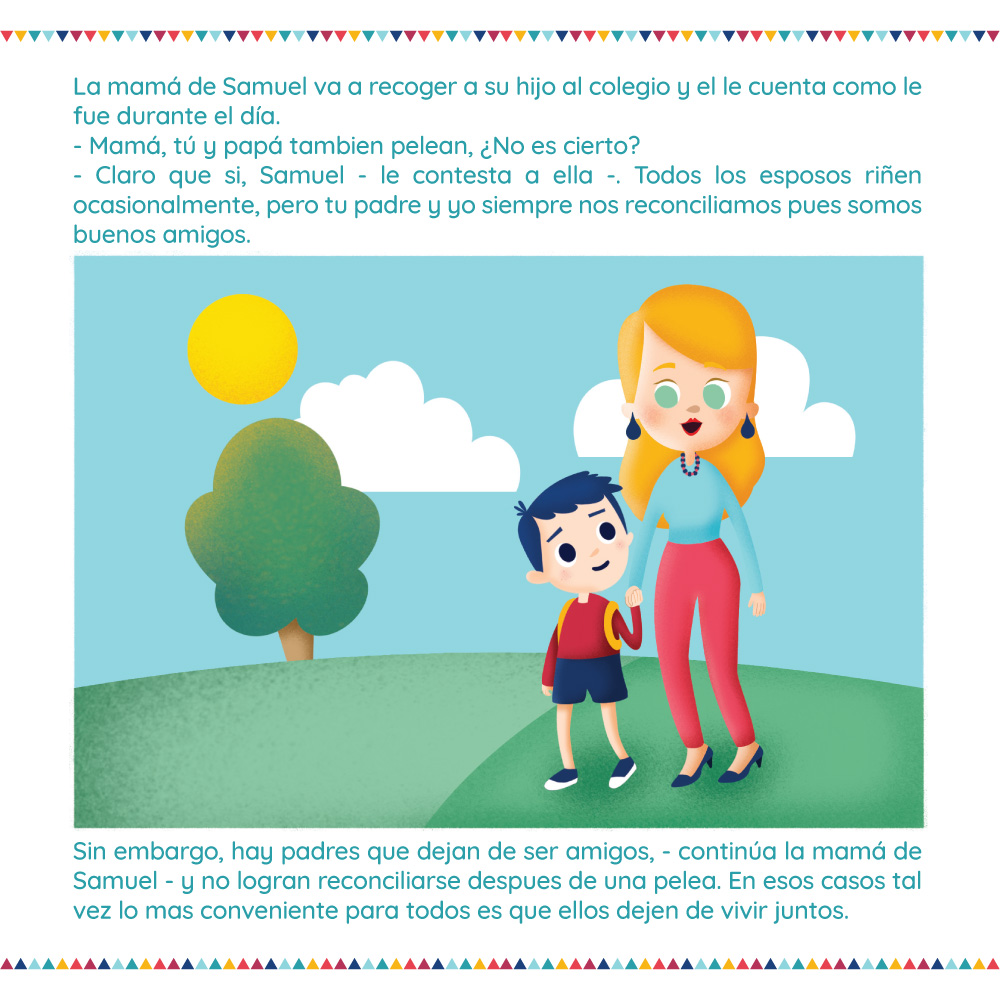 La mamá de Samuel va a recoger a su hijo al colegio y el le cuenta como le
fue durante el día.
- Mamá, tú y papá tambien pelean, ¿No es cierto?
- Claro que si, Samuel - le contesta a ella -. Todos los esposos riñen
ocasionalmente, pero tu padre y yo siempre nos reconciliamos pues somos
buenos amigos.
Sin embargo, hay padres que dejan de ser amigos, - continúa la mamá de
Samuel - y no logran reconciliarse despues de una pelea. En esos casos tal
vez lo mas conveniente para todos es que ellos dejen de vivir juntos.